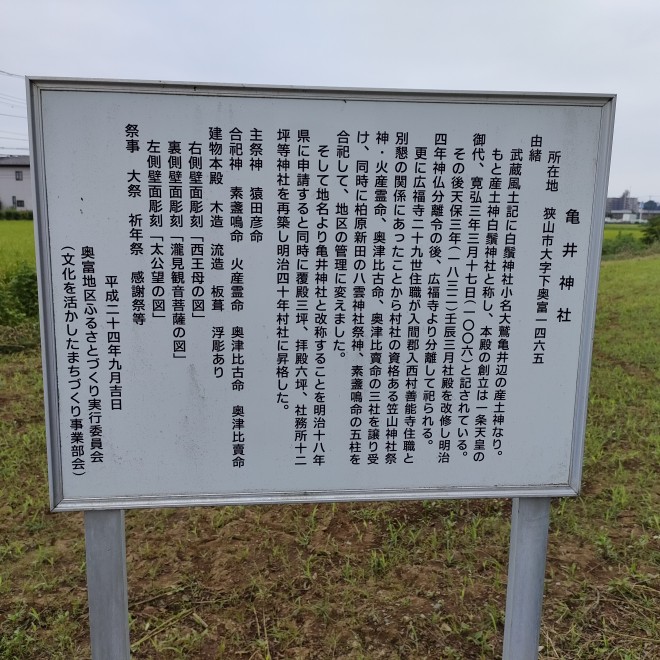 亀井神社
所在地 狭山市大字下奥富一四六五
由緒
武蔵風土記に白鬚神社小名大鷲亀井辺の産土神なり。
もと産土神白鬚神社と称し、本殿の創立は一条天皇の
御代、寛弘三年三月十七日(一〇〇六)と記されている。
その後天保三年(一八三二)壬辰三月社殿を改修し明治
四年神仏分離令の後、広福寺より分離して祀られる。
更に広福寺二十九世住職が入間郡入西村善能寺住職と
別懇の関係にあったことから村社の資格ある笠山神社祭
神・火産霊命、奥津比古命、奥津比賣命の三社を譲り受
け、同時に柏原新田の八雲神社祭神、素盞鳴命の五柱を
合祀して、地区の管理に変えました。
そして地名より亀井神社と改称することを明治十八年
県に申請すると同時に覆殿三坪、拝殿六坪、社務所十二
坪等神社を再築し明治四十年村社に昇格した。
主祭神 猿田彦命
合祀神 素盞鳴命 火産霊命 奥津比古命 奥津比賣命
建物本殿 木造 流造 板葺 浮彫あり
右側壁面彫刻「西王母の図」
裏側壁面彫刻「瀧見観音菩薩の図」
左側壁面彫刻「太公望の図」
祭事 大祭 祈年祭 感謝祭等
平成二十四年九月吉日
奥富地区ふるさとづくり実行委員会
(文化を活かしたまちづくり事業部会)